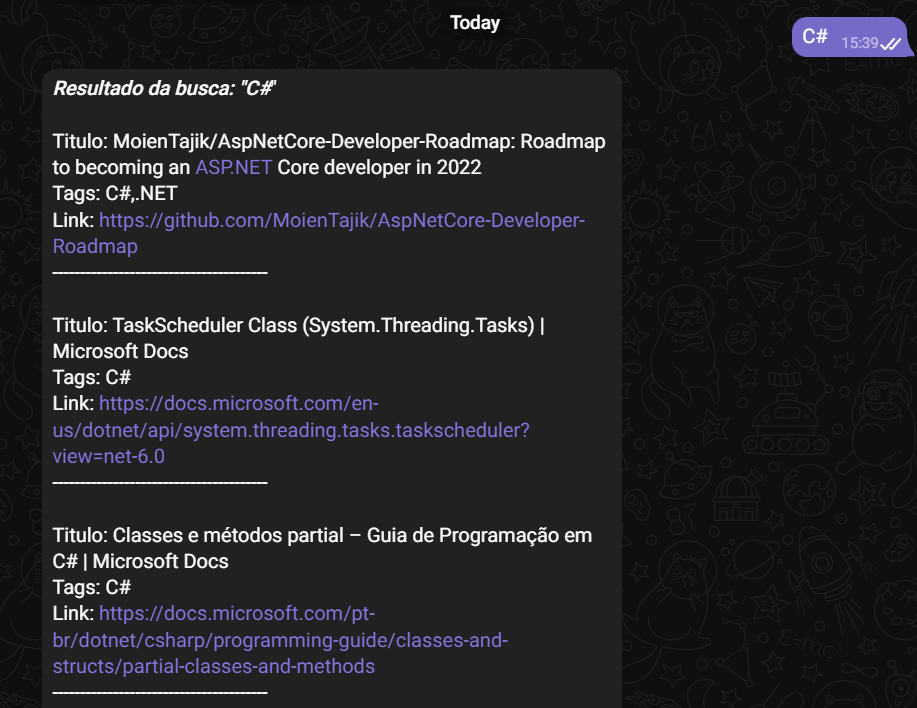 Today
C# 15:39
Resultado da busca: "C#"
Titulo: MoienTajik/AspNetCore-Developer-Roadmap: Roadmap
to becoming an ASP.NET Core developer in 2022
Tags: C#,.NET
Link: https://github.com/MoienTajik/AspNetCore-Developer-
Roadmap
----------------------------------------
Titulo: TaskScheduler Class (System.Threading.Tasks) |
Microsoft Docs
Tags: C#
Link: https://docs.microsoft.com/en-
us/dotnet/api/system.threading.tasks.taskscheduler?
view=net-6.0
----------------------------------------
Titulo: Classes e métodos partial – Guia de Programação em
C# | Microsoft Docs
Tags: C#
Link: https://docs.microsoft.com/pt-
br/dotnet/csharp/programming-guide/classes-and-
structs/partial-classes-and-methods
----------------------------------------